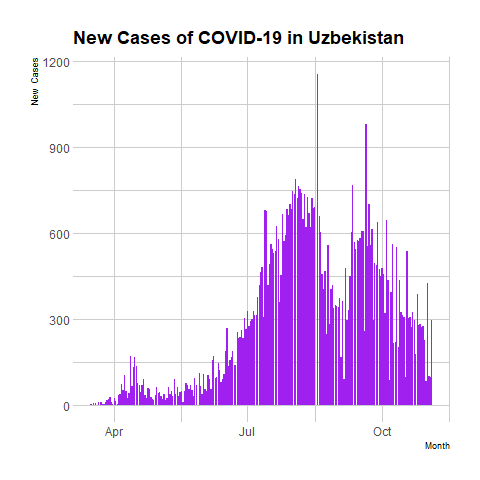 New Cases of COVID-19 in Uzbekistan
New Cases
1200
900
600
300
0
Apr
Jul
Oct
Month